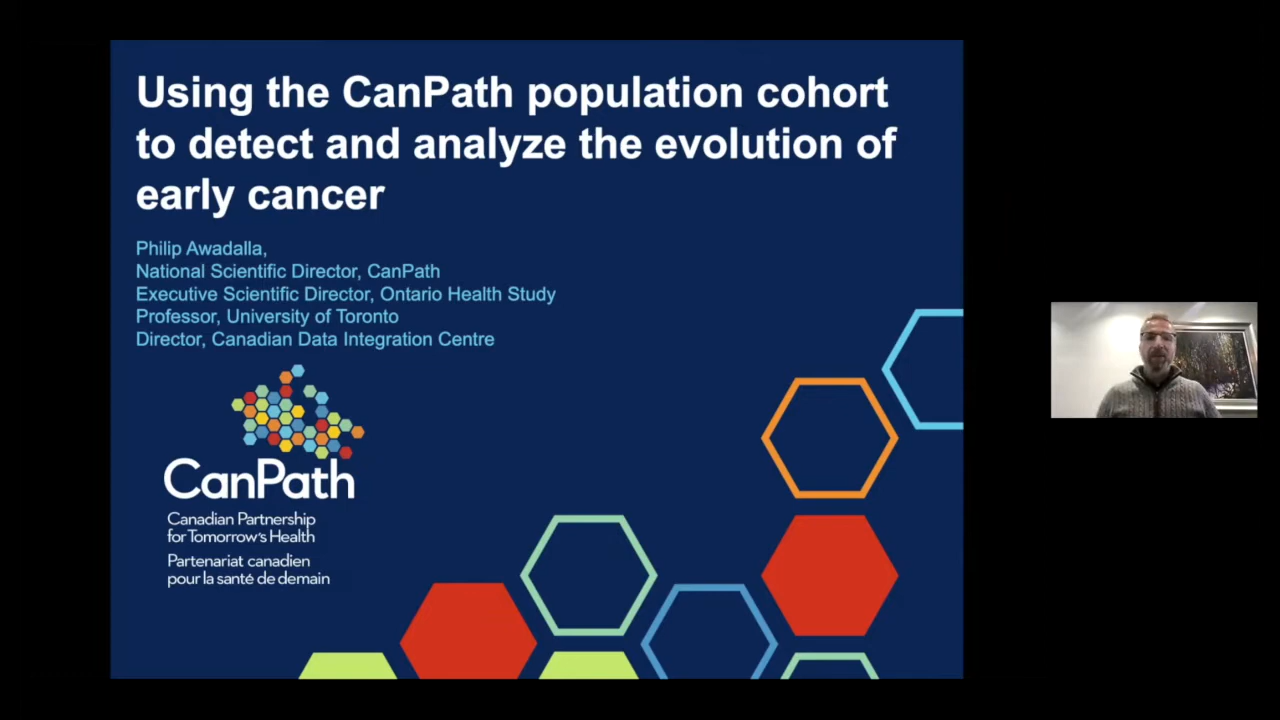 Using the CanPath population cohort
to detect and analyze the evolution of
early cancer
Philip Awadalla,
National Scientific Director, CanPath
Executive Scientific Director, Ontario Health Study
Professor, University of Toronto
Director, Canadian Data Integration Centre
CanPath
Canadian Partnership
for Tomorrow's Health
Partenariat canadien
pour la santé de demain